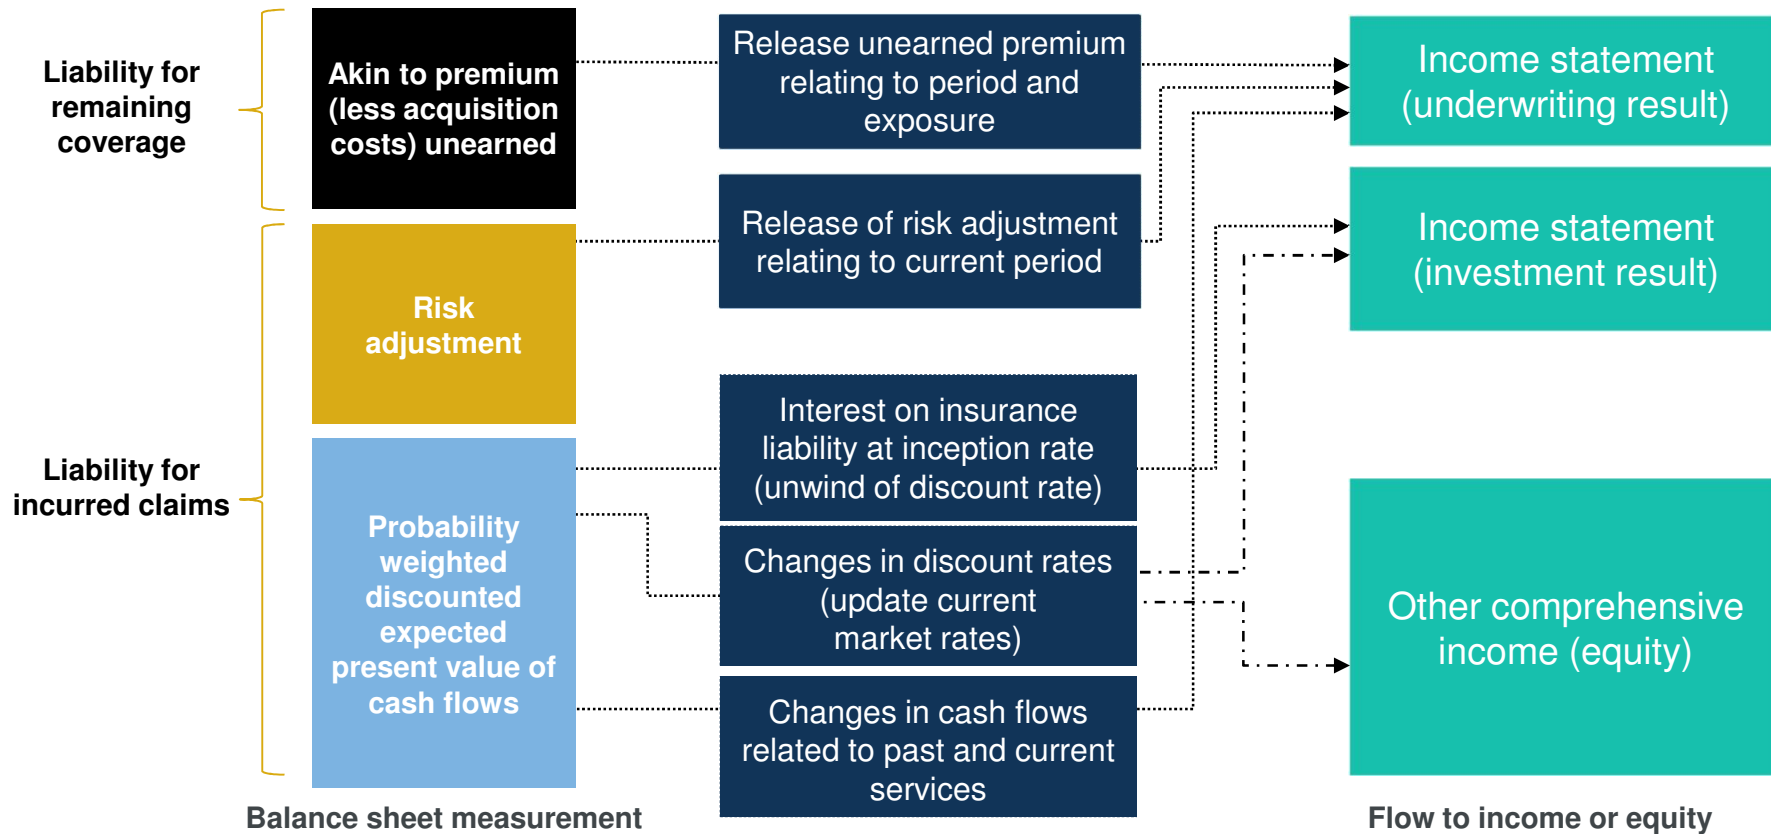 Liability for
remaining
coverage
Akin to premium
(less acquisition
costs) unearned
Release unearned premium
relating to period and
exposure
Income statement
(underwriting result)
Release of risk adjustment
relating to current period
Income statement
(investment result)
Risk
adjustment
Liability for
incurred claims
Interest on insurance
liability at inception rate
(unwind of discount rate)
Probability
weighted
discounted
expected
present value of
cash flows
Changes in discount rates
(update current
market rates)
Other comprehensive
income (equity)
Changes in cash flows
related to past and current
services
Balance sheet measurement
Flow to income or equity